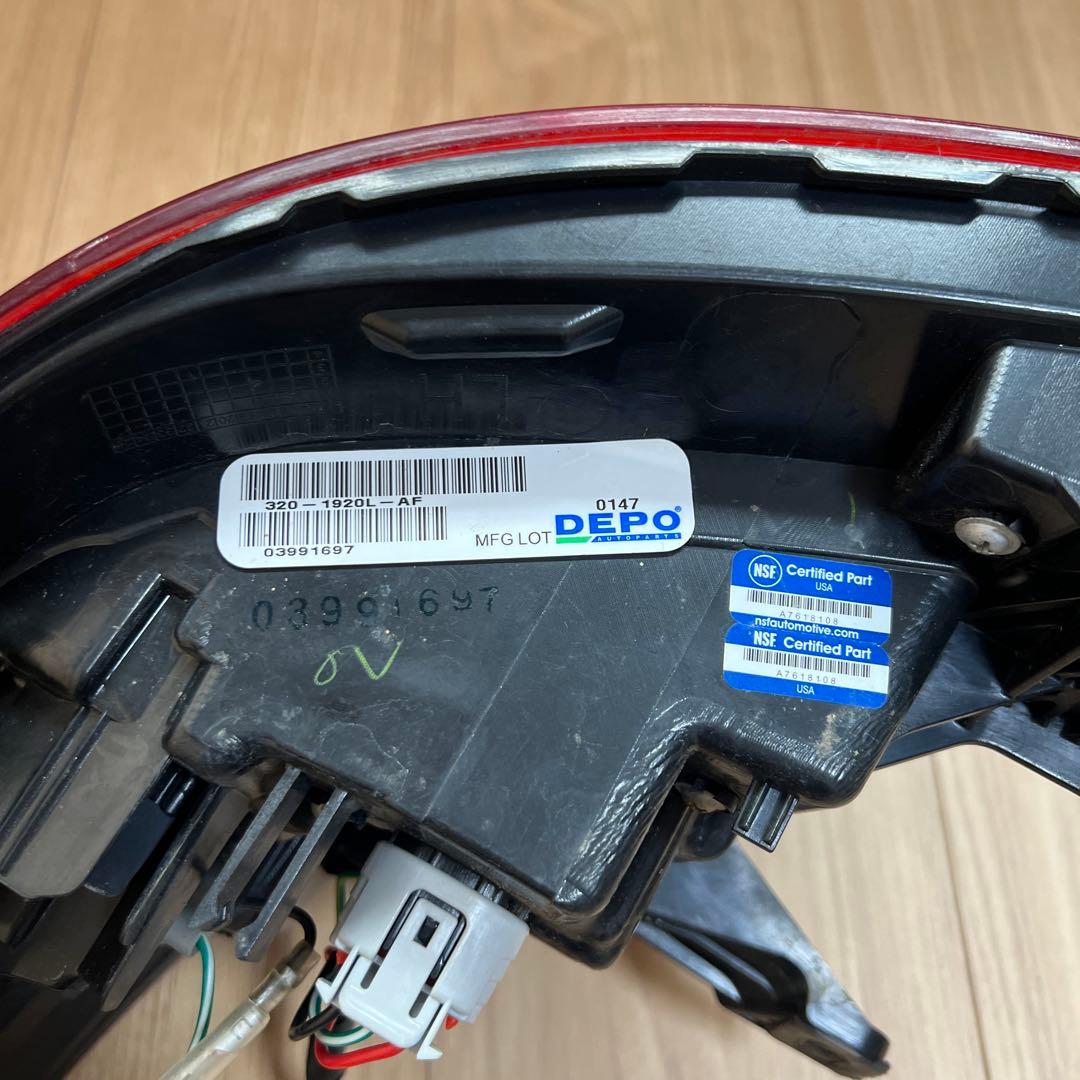 320-1920L-AF
0147
03991697
MFG LOT
DEPO
AUTOPARTS
03991697
OV
NSF Certified Part
USA
A7618108
nsfautomotive.com
NSF Certified Part
A7618108
USA